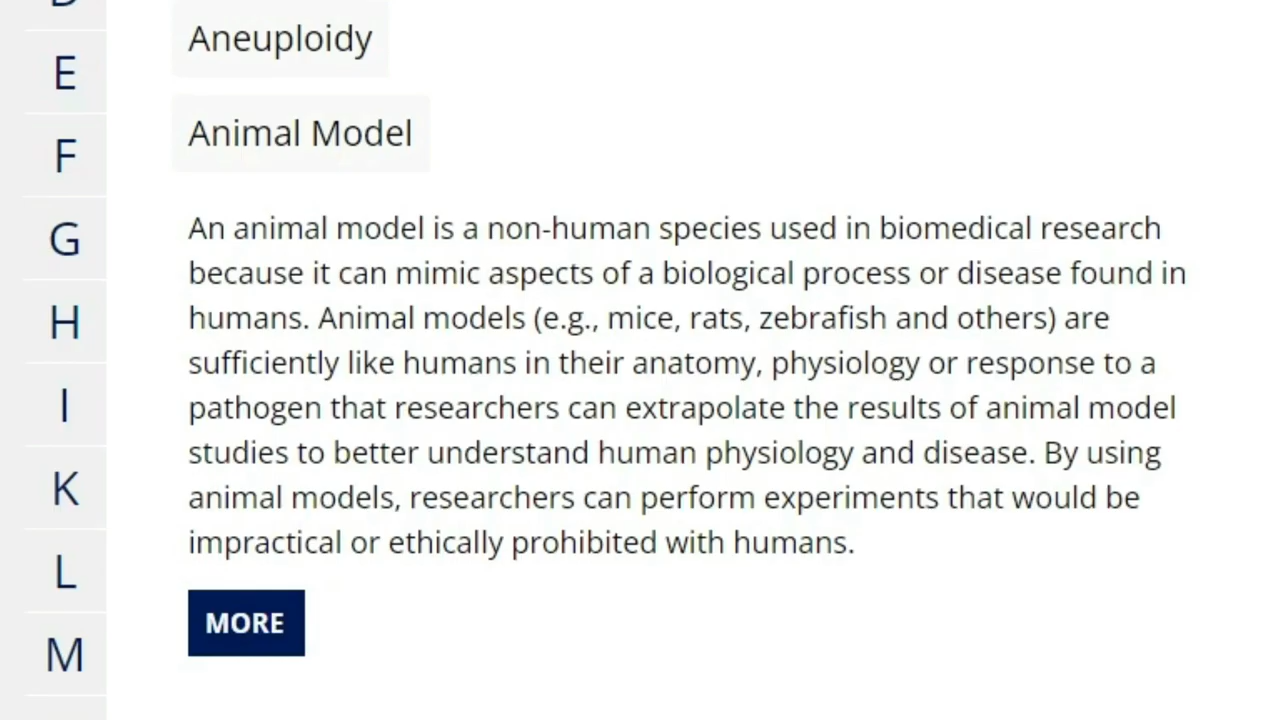 D
E
F
G
H
I
K
L
M
Aneuploidy
Animal Model
An animal model is a non-human species used in biomedical research
because it can mimic aspects of a biological process or disease found in
humans. Animal models (e.g., mice, rats, zebrafish and others) are
sufficiently like humans in their anatomy, physiology or response to a
pathogen that researchers can extrapolate the results of animal model
studies to better understand human physiology and disease. By using
animal models, researchers can perform experiments that would be
impractical or ethically prohibited with humans.
MORE